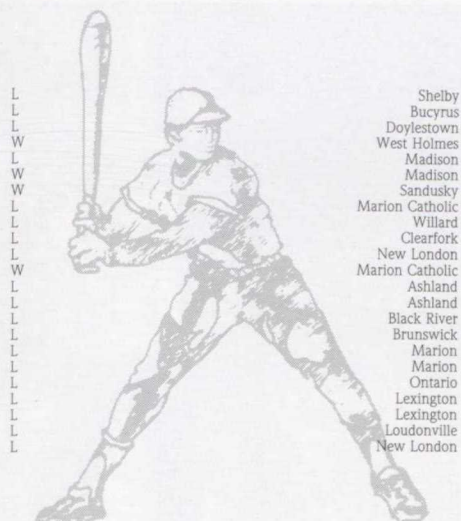 L Shelby
L Bucyrus
L Doylestown
W West Holmes
L Madison
W Madison
W Sandusky
L Marion Catholic
L Willard
L Clearfork
L New London
W Marion Catholic
L Ashland
L Ashland
L Black River
L Brunswick
L Marion
L Marion
L Ontario
L Lexington
L Lexington
L Loudonville
L New London